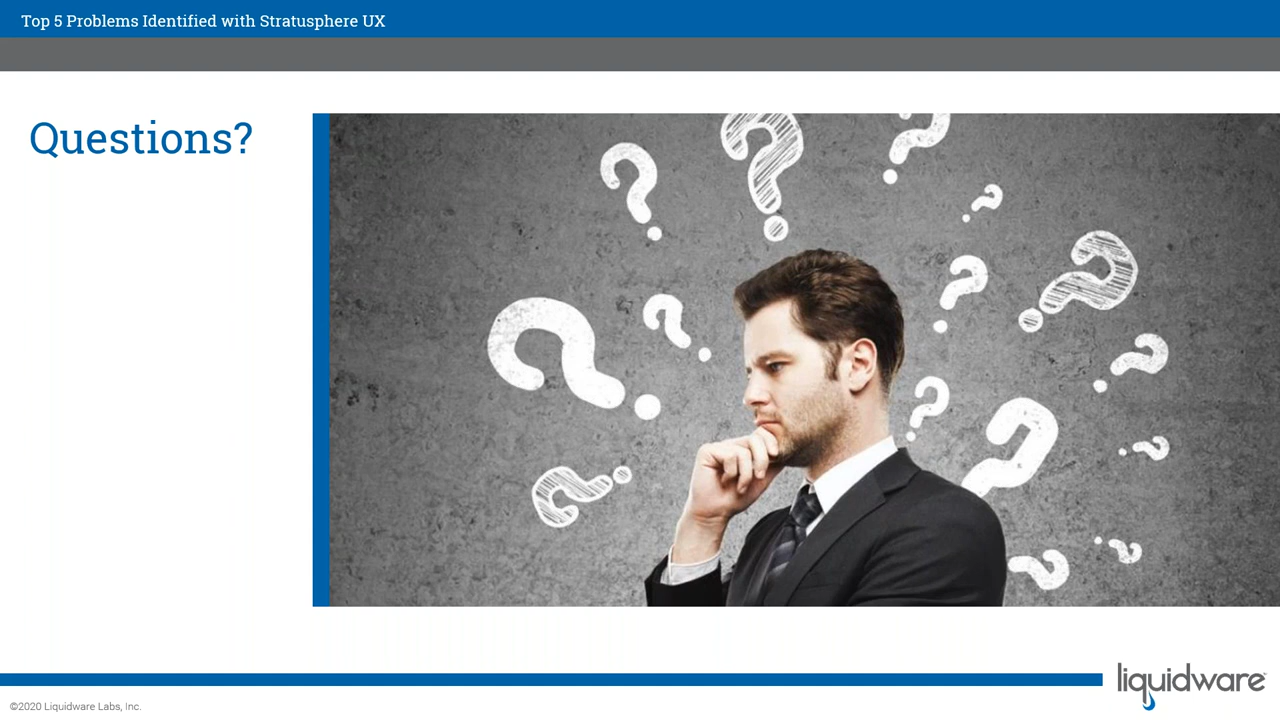 Top 5 Problems Identified with Stratusphere UX
Questions?
liquidware
©2020 Liquidware Labs, Inc.